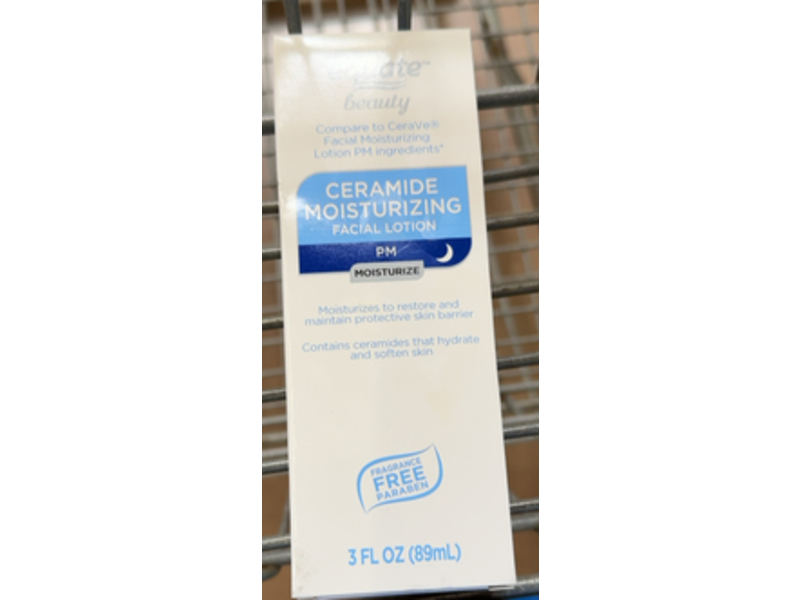 equate™
beauty
Compare to CeraVe®
Facial Moisturizing
Lotion PM ingredients*
CERAMIDE
MOISTURIZING
FACIAL LOTION
PM
MOISTURIZE
Moisturizes to restore and
maintain protective skin barrier
Contains ceramides that hydrate
and soften skin
FRAGRANCE
FREE
PARABEN
3 FL OZ (89mL)